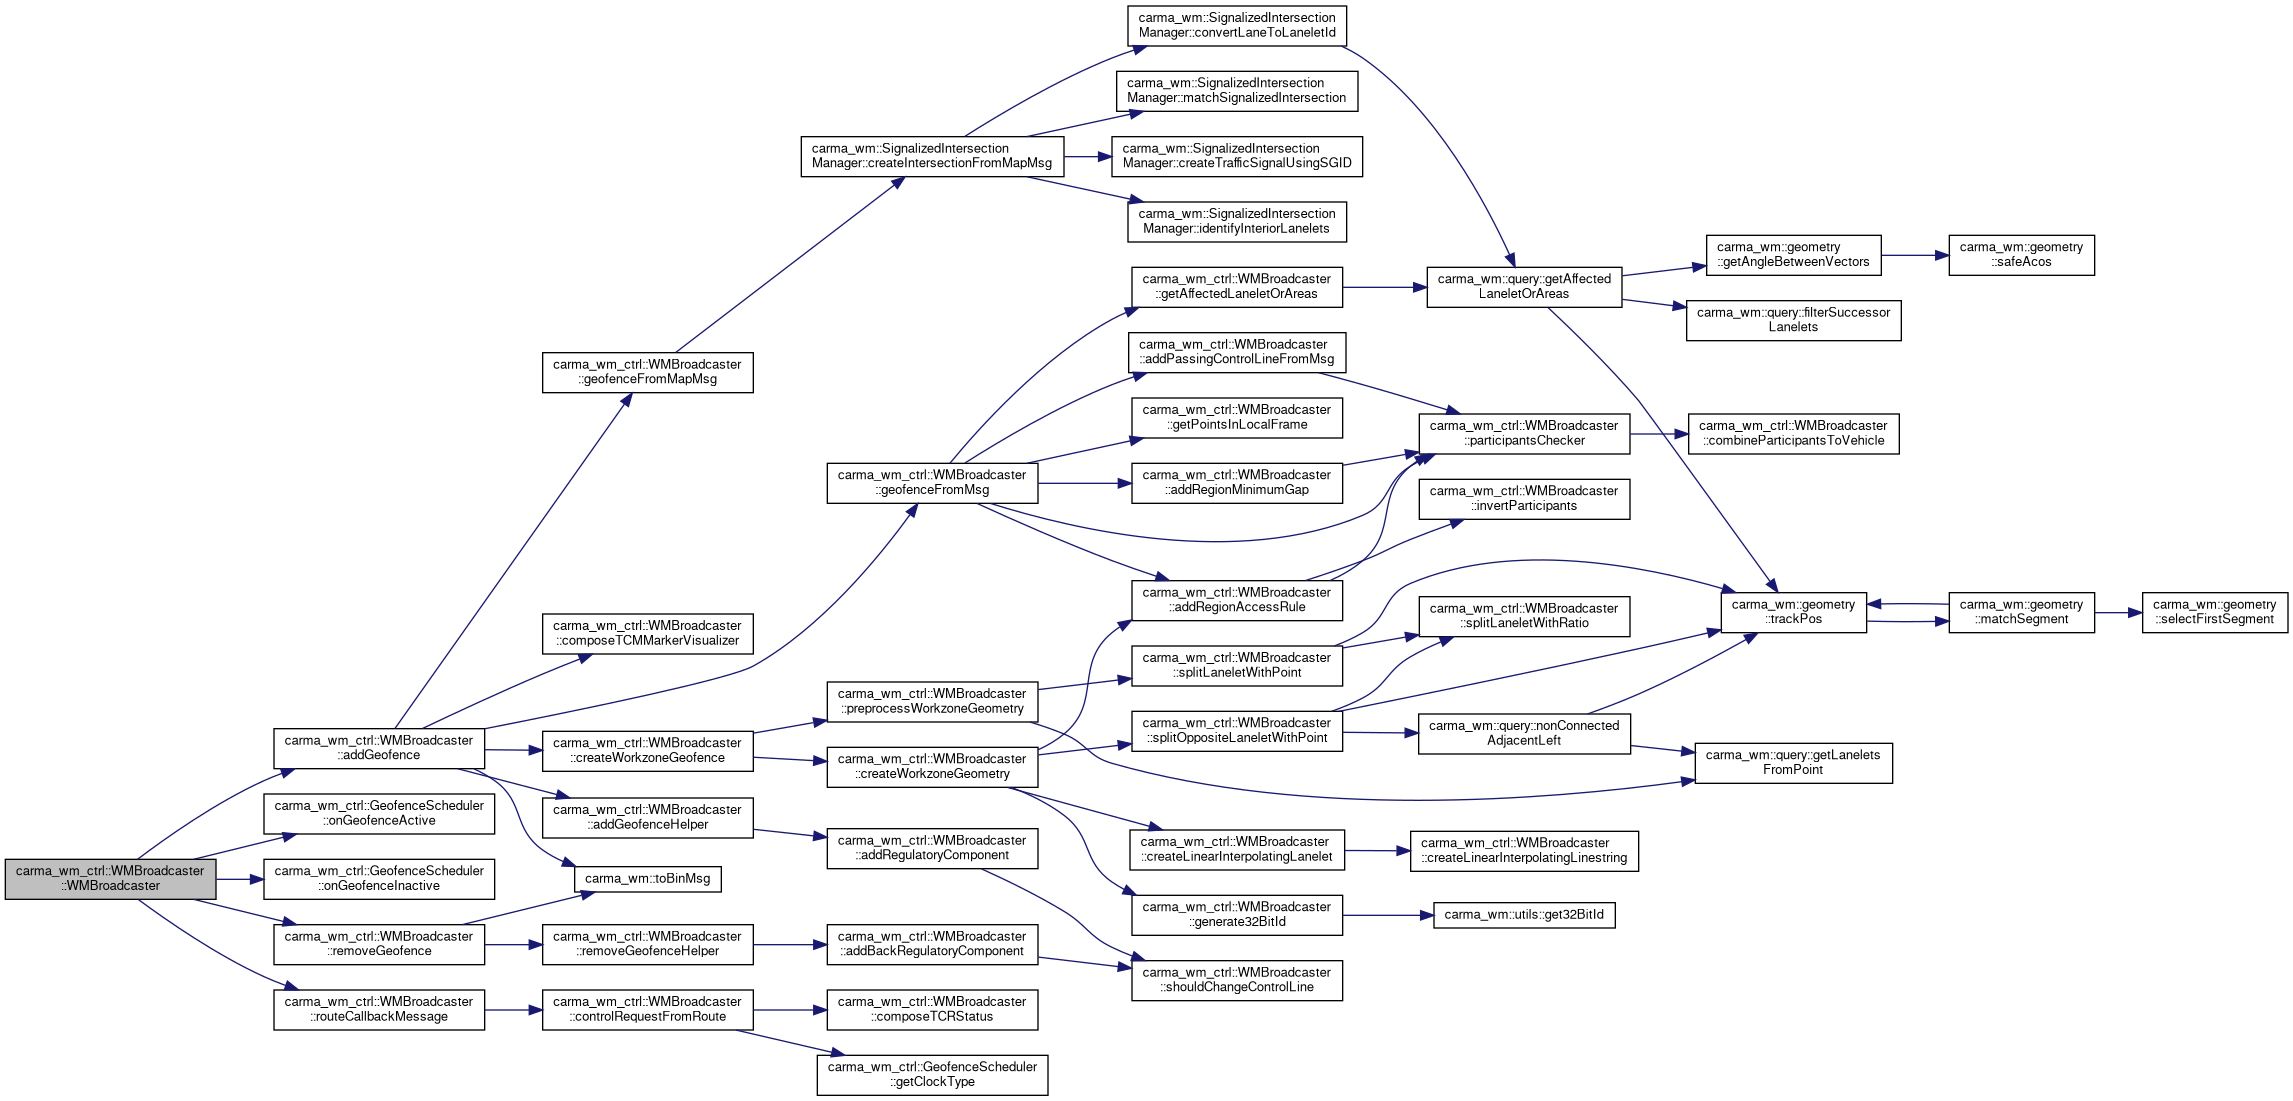 carma_wm::SignalizedIntersection
Manager::convertLaneToLaneletId
carma_wm::SignalizedIntersection
Manager::matchSignalizedIntersection
carma_wm::SignalizedIntersection
Manager::createIntersectionFromMapMsg
carma_wm::SignalizedIntersection
Manager::createTrafficSignalUsingSGID
carma_wm::SignalizedIntersection
Manager::identifyInteriorLanelets
carma_wm::geometry
::getAngleBetweenVectors
carma_wm::geometry
::safeAcos
carma_wm_ctrl::WMBroadcaster
::getAffectedLaneletOrAreas
carma_wm::query::getAffected
LaneletOrAreas
carma_wm::query::filterSuccessor
Lanelets
carma_wm_ctrl::WMBroadcaster
::addPassingControlLineFromMsg
carma_wm_ctrl::WMBroadcaster
::geofenceFromMapMsg
carma_wm_ctrl::WMBroadcaster
::getPointsInLocalFrame
carma_wm_ctrl::WMBroadcaster
::participantsChecker
carma_wm_ctrl::WMBroadcaster
::combineParticipantsToVehicle
carma_wm_ctrl::WMBroadcaster
::geofenceFromMsg
carma_wm_ctrl::WMBroadcaster
::addRegionMinimumGap
carma_wm_ctrl::WMBroadcaster
::invertParticipants
carma_wm_ctrl::WMBroadcaster
::addRegionAccessRule
carma_wm_ctrl::WMBroadcaster
::splitLaneletWithRatio
carma_wm::geometry
::trackPos
carma_wm::geometry
::matchSegment
carma_wm::geometry
::selectFirstSegment
carma_wm_ctrl::WMBroadcaster
::composeTCMMarkerVisualizer
carma_wm_ctrl::WMBroadcaster
::splitLaneletWithPoint
carma_wm_ctrl::WMBroadcaster
::preprocessWorkzoneGeometry
carma_wm_ctrl::WMBroadcaster
::splitOppositeLaneletWithPoint
carma_wm::query::nonConnected
AdjacentLeft
carma_wm::query::getLanelets
FromPoint
carma_wm_ctrl::WMBroadcaster
::addGeofence
carma_wm_ctrl::WMBroadcaster
::createWorkzoneGeofence
carma_wm_ctrl::WMBroadcaster
::createWorkzoneGeometry
carma_wm_ctrl::GeofenceScheduler
::onGeofenceActive
carma_wm_ctrl::WMBroadcaster
::addGeofenceHelper
carma_wm_ctrl::WMBroadcaster
::addRegulatoryComponent
carma_wm_ctrl::WMBroadcaster
::createLinearInterpolatingLanelet
carma_wm_ctrl::WMBroadcaster
::createLinearInterpolatingLinestring
carma_wm_ctrl::WMBroadcaster
::WMBroadcaster
carma_wm_ctrl::GeofenceScheduler
::onGeofenceInactive
carma_wm::toBinMsg
carma_wm_ctrl::WMBroadcaster
::generate32BitId
carma_wm::utils::get32BitId
carma_wm_ctrl::WMBroadcaster
::removeGeofence
carma_wm_ctrl::WMBroadcaster
::removeGeofenceHelper
carma_wm_ctrl::WMBroadcaster
::addBackRegulatoryComponent
carma_wm_ctrl::WMBroadcaster
::shouldChangeControlLine
carma_wm_ctrl::WMBroadcaster
::routeCallbackMessage
carma_wm_ctrl::WMBroadcaster
::controlRequestFromRoute
carma_wm_ctrl::WMBroadcaster
::composeTCRStatus
carma_wm_ctrl::GeofenceScheduler
::getClockType